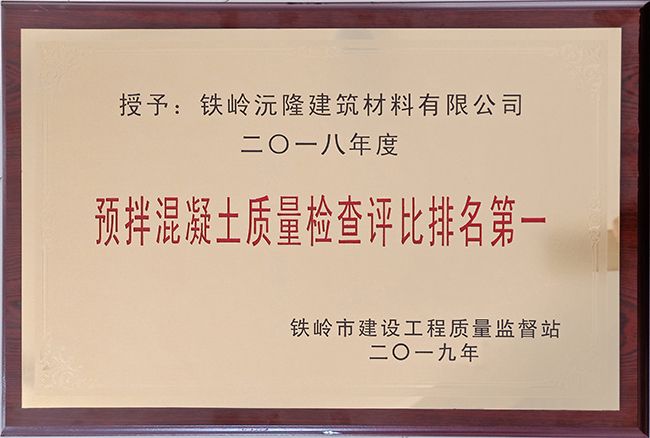 授予：铁岭沅隆建筑材料有限公司
二〇一八年度
预拌混凝土质量检查评比排名第一
铁岭市建设工程质量监督站
二〇一九年